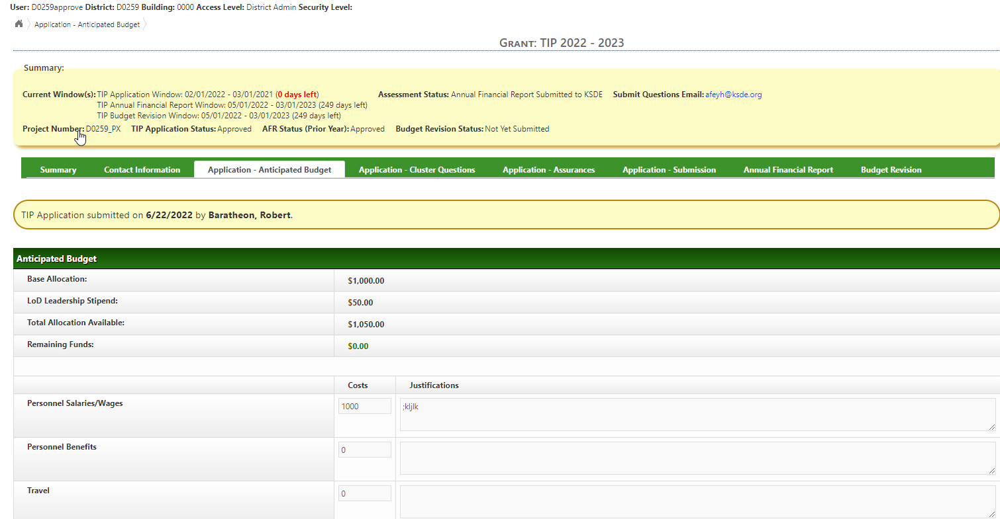 User: D0259approve District: D0259 Building: 0000 Access Level: District Admin Security Level:
Application - Anticipated Budget
GRANT: TIP 2022 - 2023
Summary:
Current Window(s): TIP Application Window: 02/01/2022 - 03/01/2021 (0 days left) Assessment Status: Annual Financial Report Submitted to KSDE Submit Questions Email: afeyh@ksde.org
TIP Annual Financial Report Window: 05/01/2022 - 03/01/2023 (249 days left)
TIP Budget Revision Window: 05/01/2022 - 03/01/2023 (249 days left)
Project Number: D0259_PX TIP Application Status: Approved AFR Status (Prior Year): Approved Budget Revision Status: Not Yet Submitted
Summary Contact Information Application - Anticipated Budget Application - Cluster Questions Application - Assurances Application - Submission Annual Financial Report Budget Revision
TIP Application submitted on 6/22/2022 by Baratheon, Robert.
Anticipated Budget
Base Allocation: $1,000.00
LoD Leadership Stipend: $50.00
Total Allocation Available: $1,050.00
Remaining Funds: $0.00
Costs Justifications
Personnel Salaries/Wages 1000 ;kljlk
Personnel Benefits 0
Travel 0